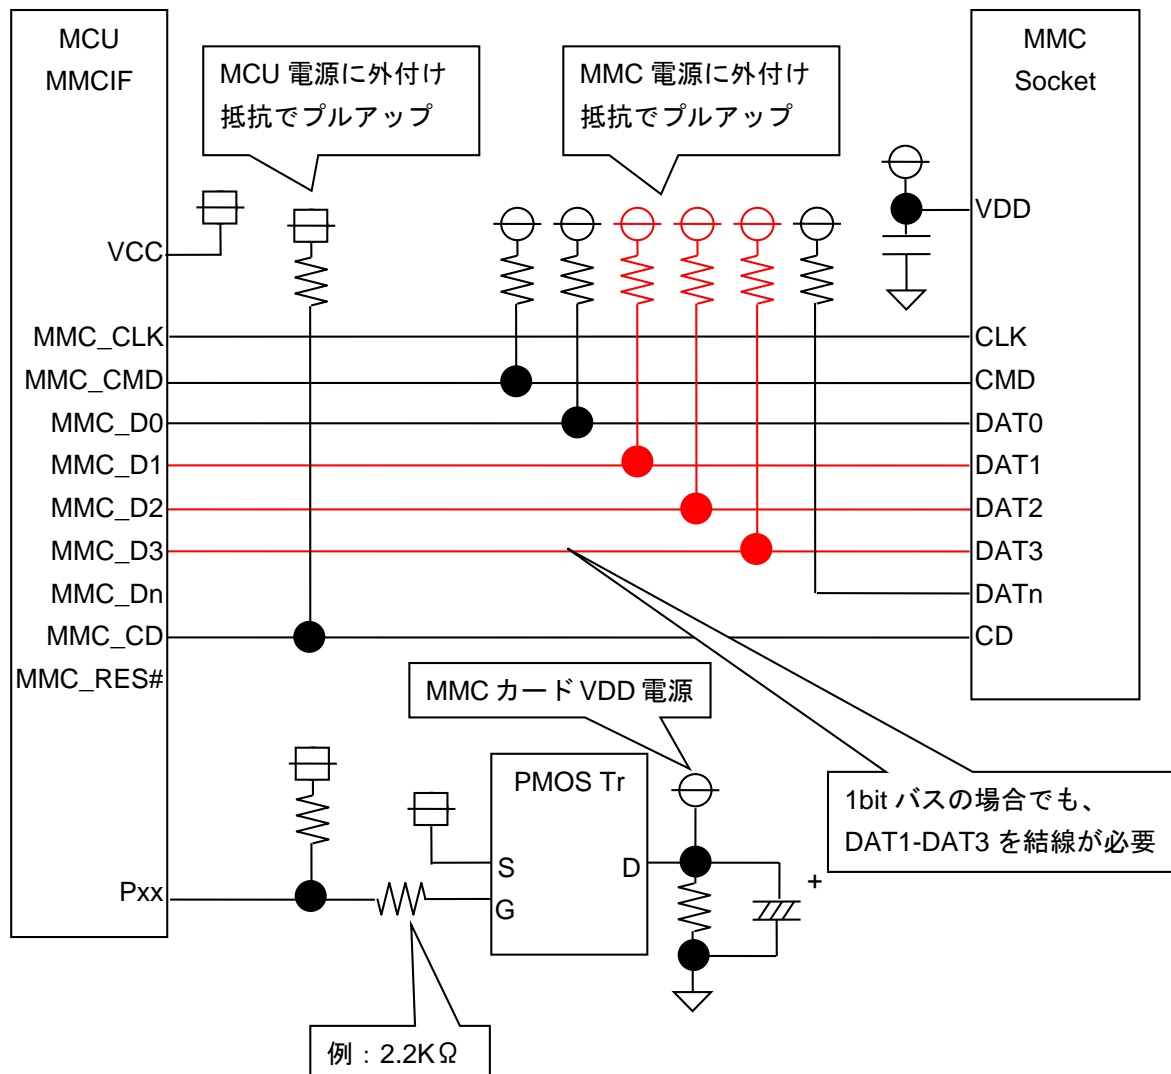 MCU
MMCIF
MCU 電源に外付け
抵抗でプルアップ
MMC 電源に外付け
抵抗でプルアップ
MMC
Socket
VCC
VDD
MMC_CLK
CLK
MMC_CMD
CMD
MMC_D0
DAT0
MMC_D1
DAT1
MMC_D2
DAT2
MMC_D3
DAT3
MMC_Dn
DATn
MMC_CD
CD
MMC_RES#
MMC カード VDD 電源
PMOS Tr
S
D
G
+
Pxx
1bit バスの場合でも、
DAT1-DAT3 を結線が必要
例：2.2KΩ